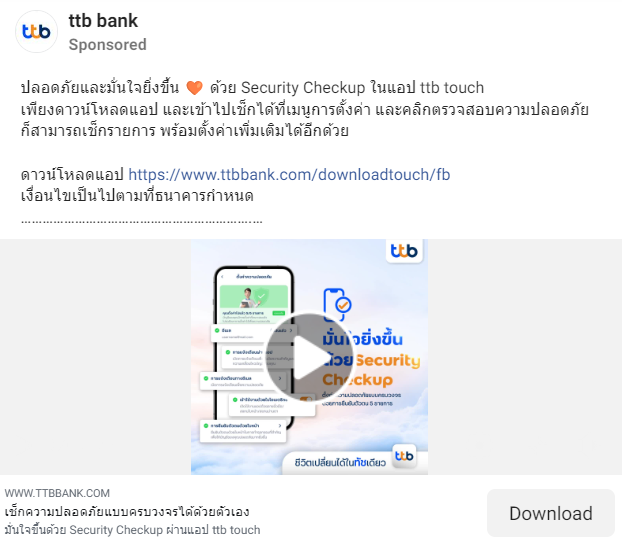 ttb bank
ttb
Sponsored
ปลอดภัยและมั่นใจยิ่งขึ้น 🧡 ด้วย Security Checkup ในแอป ttb touch
เพียงดาวน์โหลดแอป และเข้าไปเช็กได้ที่เมนูการตั้งค่า และคลิกตรวจสอบความปลอดภัย
ก็สามารถเช็กรายการ พร้อมตั้งค่าเพิ่มเติมได้อีกด้วย
ดาวน์โหลดแอป https://www.ttbbank.com/downloadtouch/fb
เงื่อนไขเป็นไปตามที่ธนาคารกำหนด
……………………………………………………….…
ttb
มั่นใจยิ่งขึ้น
ด้วย Security
Checkup
ชีวิตเปลี่ยนได้ในทัชเดียว
ttb
WWW.TTBBANK.COM
เช็กความปลอดภัยแบบครบวงจรได้ด้วยตัวเอง
มั่นใจขึ้นด้วย Security Checkup ผ่านแอป ttb touch
Download